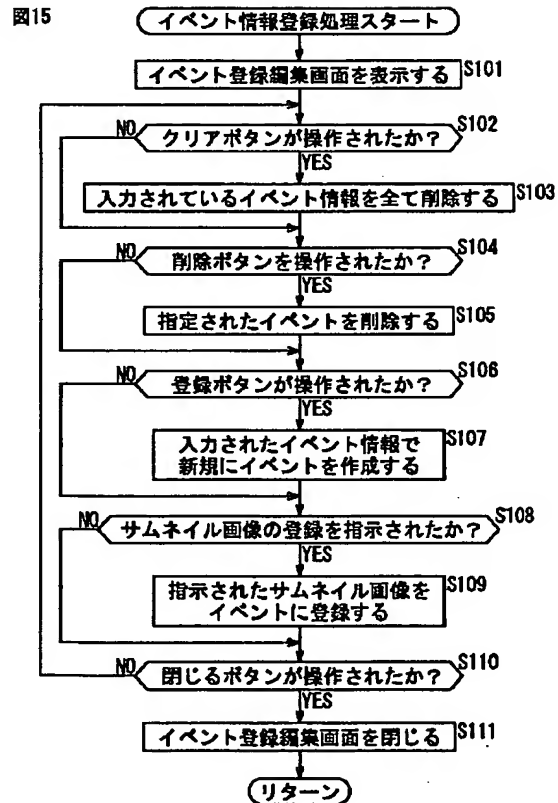 図15
イベント情報登録処理スタート
イベント登録編集画面を表示する S101
NO クリアボタンが操作されたか? S102
YES
入力されているイベント情報を全て削除する S103
NO 削除ボタンを操作されたか? S104
YES
指定されたイベントを削除する S105
NO 登録ボタンが操作されたか? S106
YES
入力されたイベント情報で S107
新規にイベントを作成する
NO サムネイル画像の登録を指示されたか? S108
YES
指示されたサムネイル画像を S109
イベントに登録する
NO 閉じるボタンが操作されたか? S110
YES
イベント登録編集画面を閉じる S111
リターン